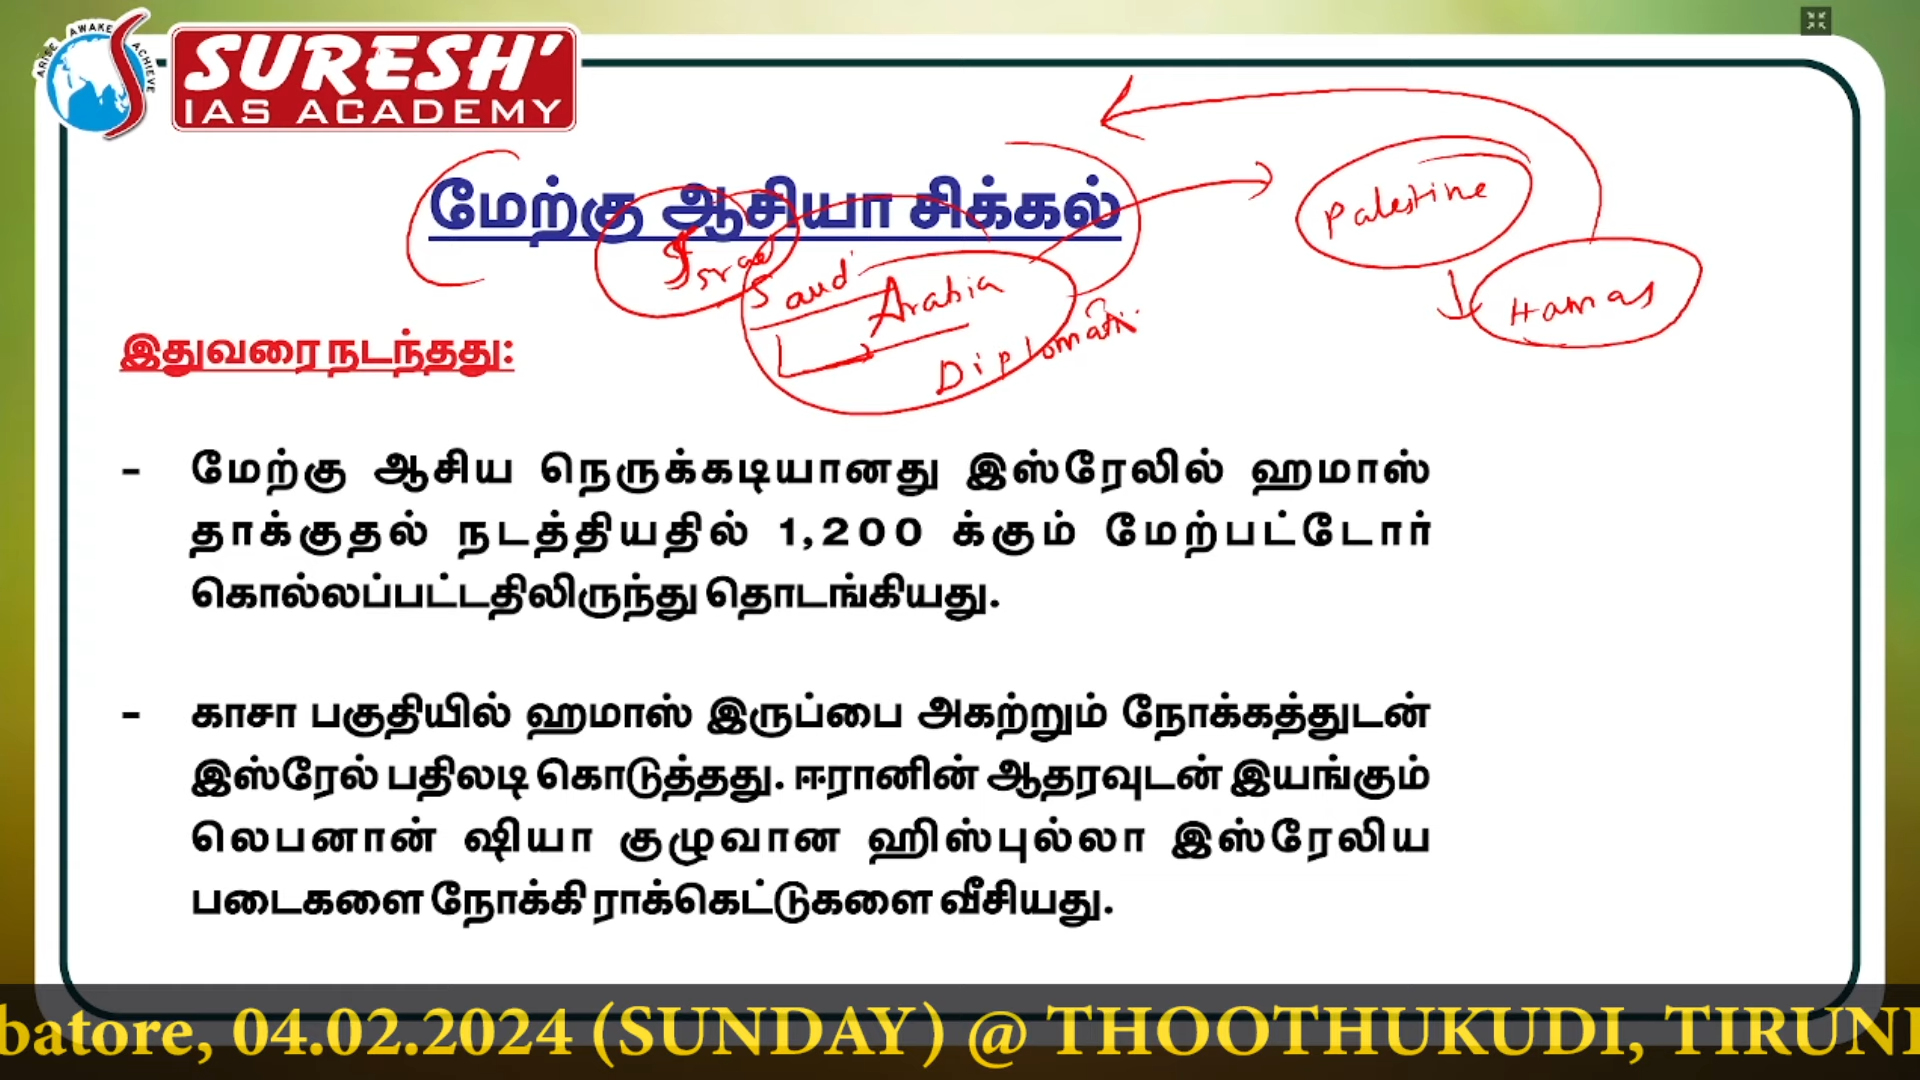 ARISE AWAKE ACHIEVE
SURESH'
IAS ACADEMY
மேற்கு ஆசியா சிக்கல்
Palestine
Israel
Saudi
Arabia
Hamas
இதுவரை நடந்தது:
- மேற்கு ஆசிய நெருக்கடியானது இஸ்ரேலில் ஹமாஸ்
தாக்குதல் நடத்தியதில் 1,200 க்கும் மேற்பட்டோர்
கொல்லப்பட்டதிலிருந்து தொடங்கியது.
- காசா பகுதியில் ஹமாஸ் இருப்பை அகற்றும் நோக்கத்துடன்
இஸ்ரேல் பதிலடி கொடுத்தது. ஈரானின் ஆதரவுடன் இயங்கும்
லெபனான் ஷியா குழுவான ஹிஸ்புல்லா இஸ்ரேலிய
படைகளை நோக்கி ராக்கெட்டுகளை வீசியது.
batore, 04.02.2024 (SUNDAY) @ THOOTHUKUDI, TIRUN